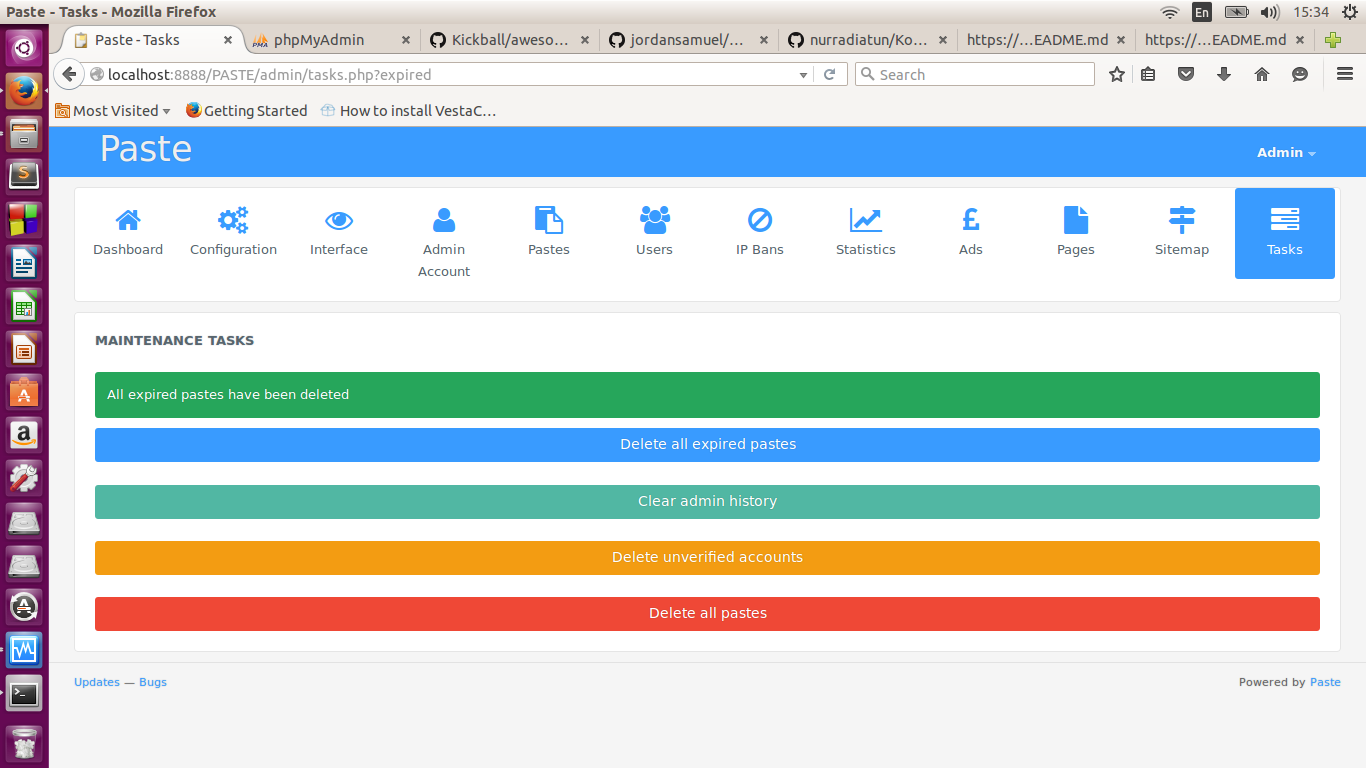 Paste - Tasks - Mozilla Firefox
En
15:34
Paste - Tasks
phpMyAdmin
Kickball/aweso...
jordansamuel/...
nurradiatun/Ko...
https://...EADME.md
https://...EADME.md
localhost:8888/PASTE/admin/tasks.php?expired
Search
Most Visited
Getting Started
How to install VestaC...
Paste
Admin
Dashboard
Configuration
Interface
Admin
Account
Pastes
Users
IP Bans
Statistics
Ads
Pages
Sitemap
Tasks
MAINTENANCE TASKS
All expired pastes have been deleted
Delete all expired pastes
Clear admin history
Delete unverified accounts
Delete all pastes
Updates — Bugs
Powered by Paste